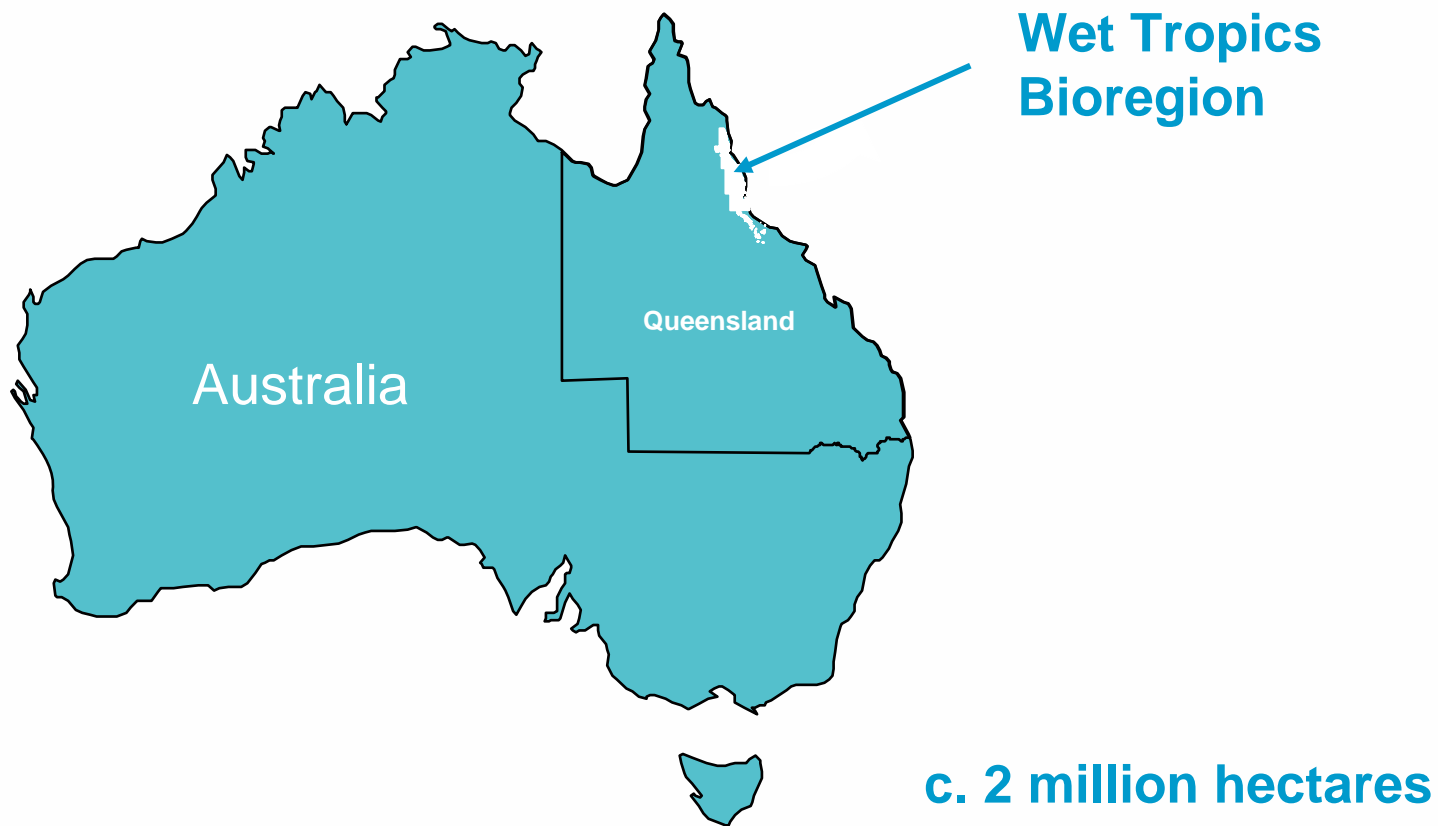 Wet Tropics
Bioregion
Queensland
Australia
c. 2 million hectares